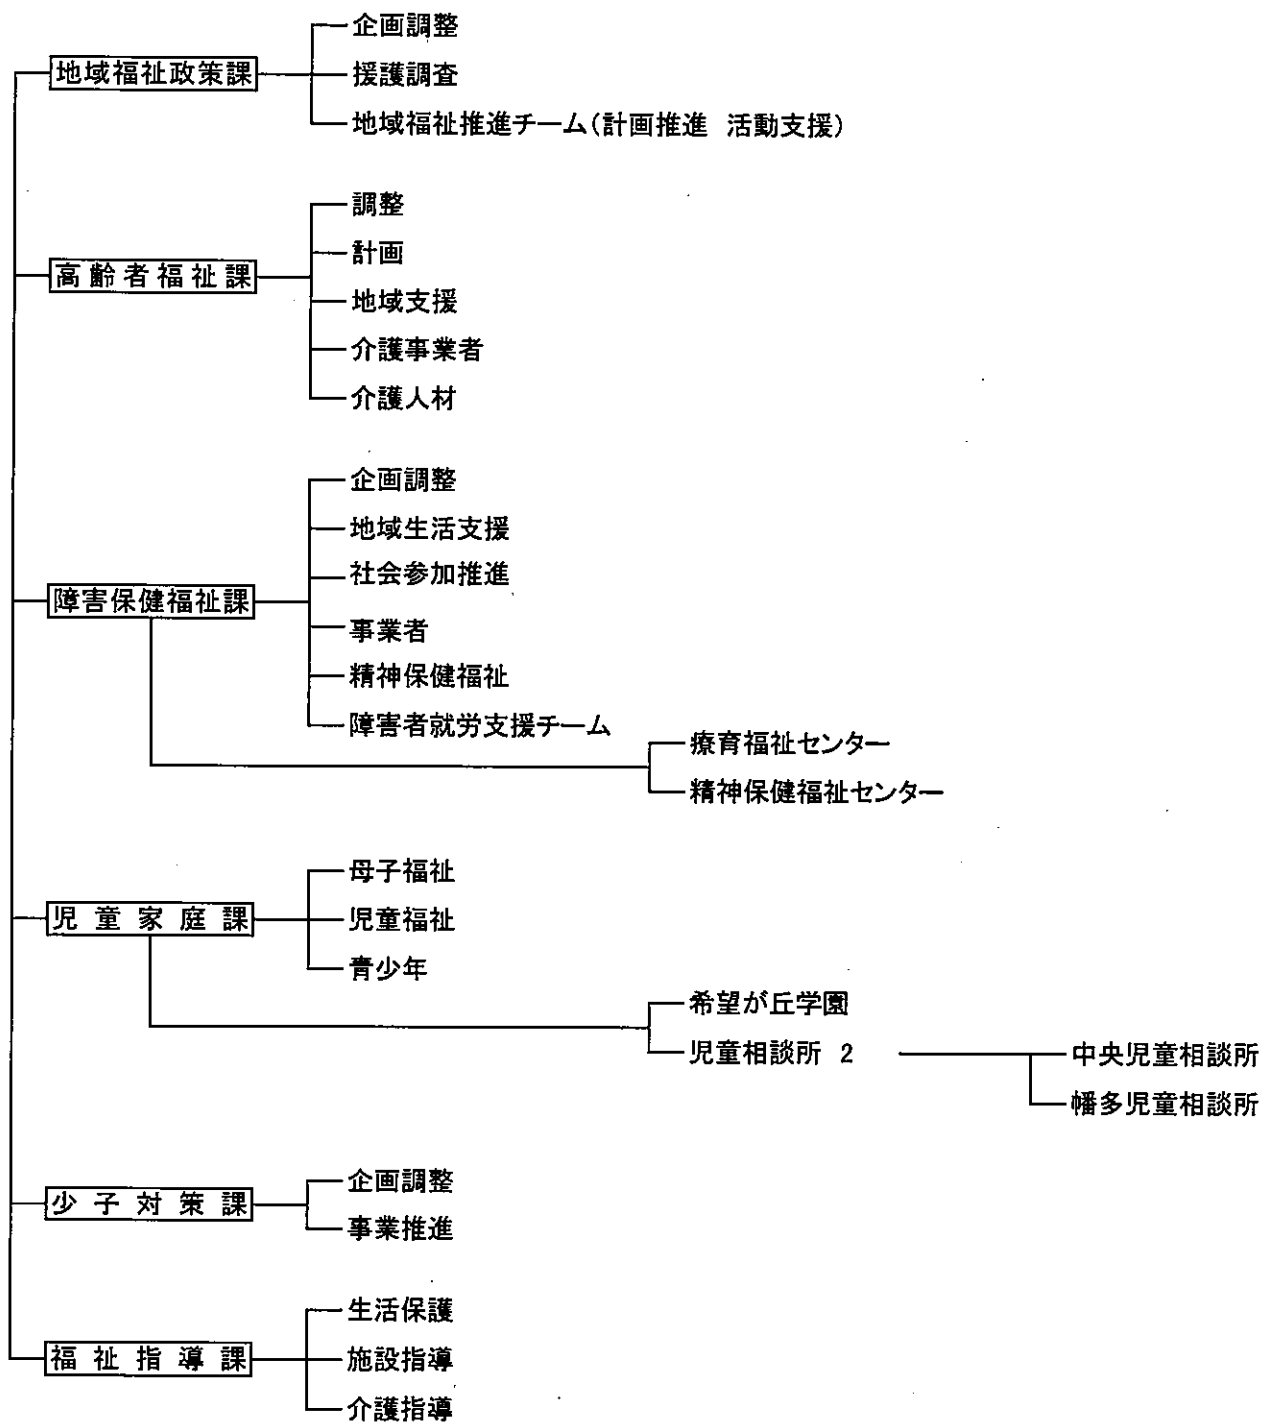 地域福祉政策課
企画調整
援護調査
地域福祉推進チーム(計画推進 活動支援)
高齢者福祉課
調整
計画
地域支援
介護事業者
介護人材
障害保健福祉課
企画調整
地域生活支援
社会参加推進
事業者
精神保健福祉
障害者就労支援チーム
療育福祉センター
精神保健福祉センター
児童家庭課
母子福祉
児童福祉
青少年
希望が丘学園
児童相談所 2
中央児童相談所
幡多児童相談所
少子対策課
企画調整
事業推進
福祉指導課
生活保護
施設指導
介護指導